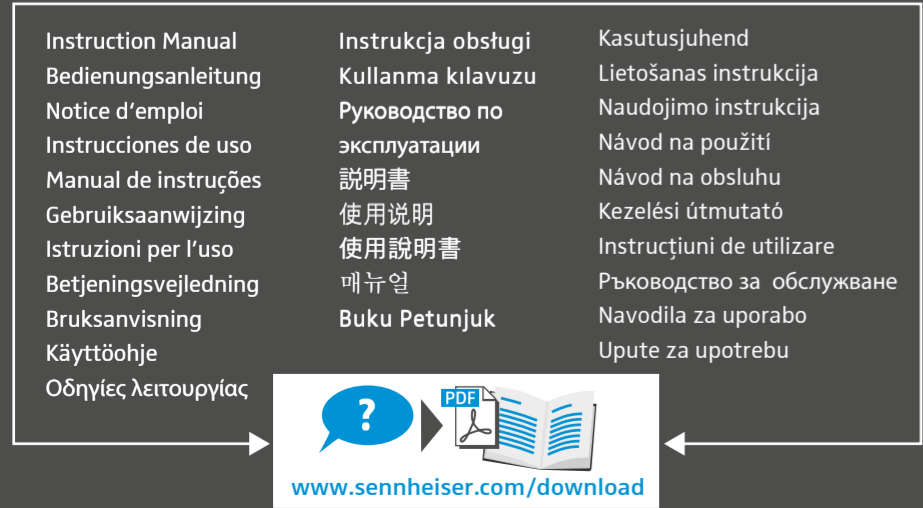 Instruction Manual
Bedienungsanleitung
Notice d‘emploi
Instrucciones de uso
Manual de instruções
Gebruiksaanwijzing
Istruzioni per l’uso
Betjeningsvejledning
Bruksanvisning
Käyttöohje
Οδηγίες λειτουργίας
Instrukcja obsługi
Kullanma kılavuzu
Руководство по
эксплуатации
説明書
使用说明
使用說明書
매뉴얼
Buku Petunjuk
Kasutusjuhend
Lietošanas instrukcija
Naudojimo instrukcija
Návod na použití
Návod na obsluhu
Kezelési útmutató
Instrucțiuni de utilizare
Ръководство за обслужване
Navodila za uporabo
Upute za upotrebu
?
PDF
www.sennheiser.com/download